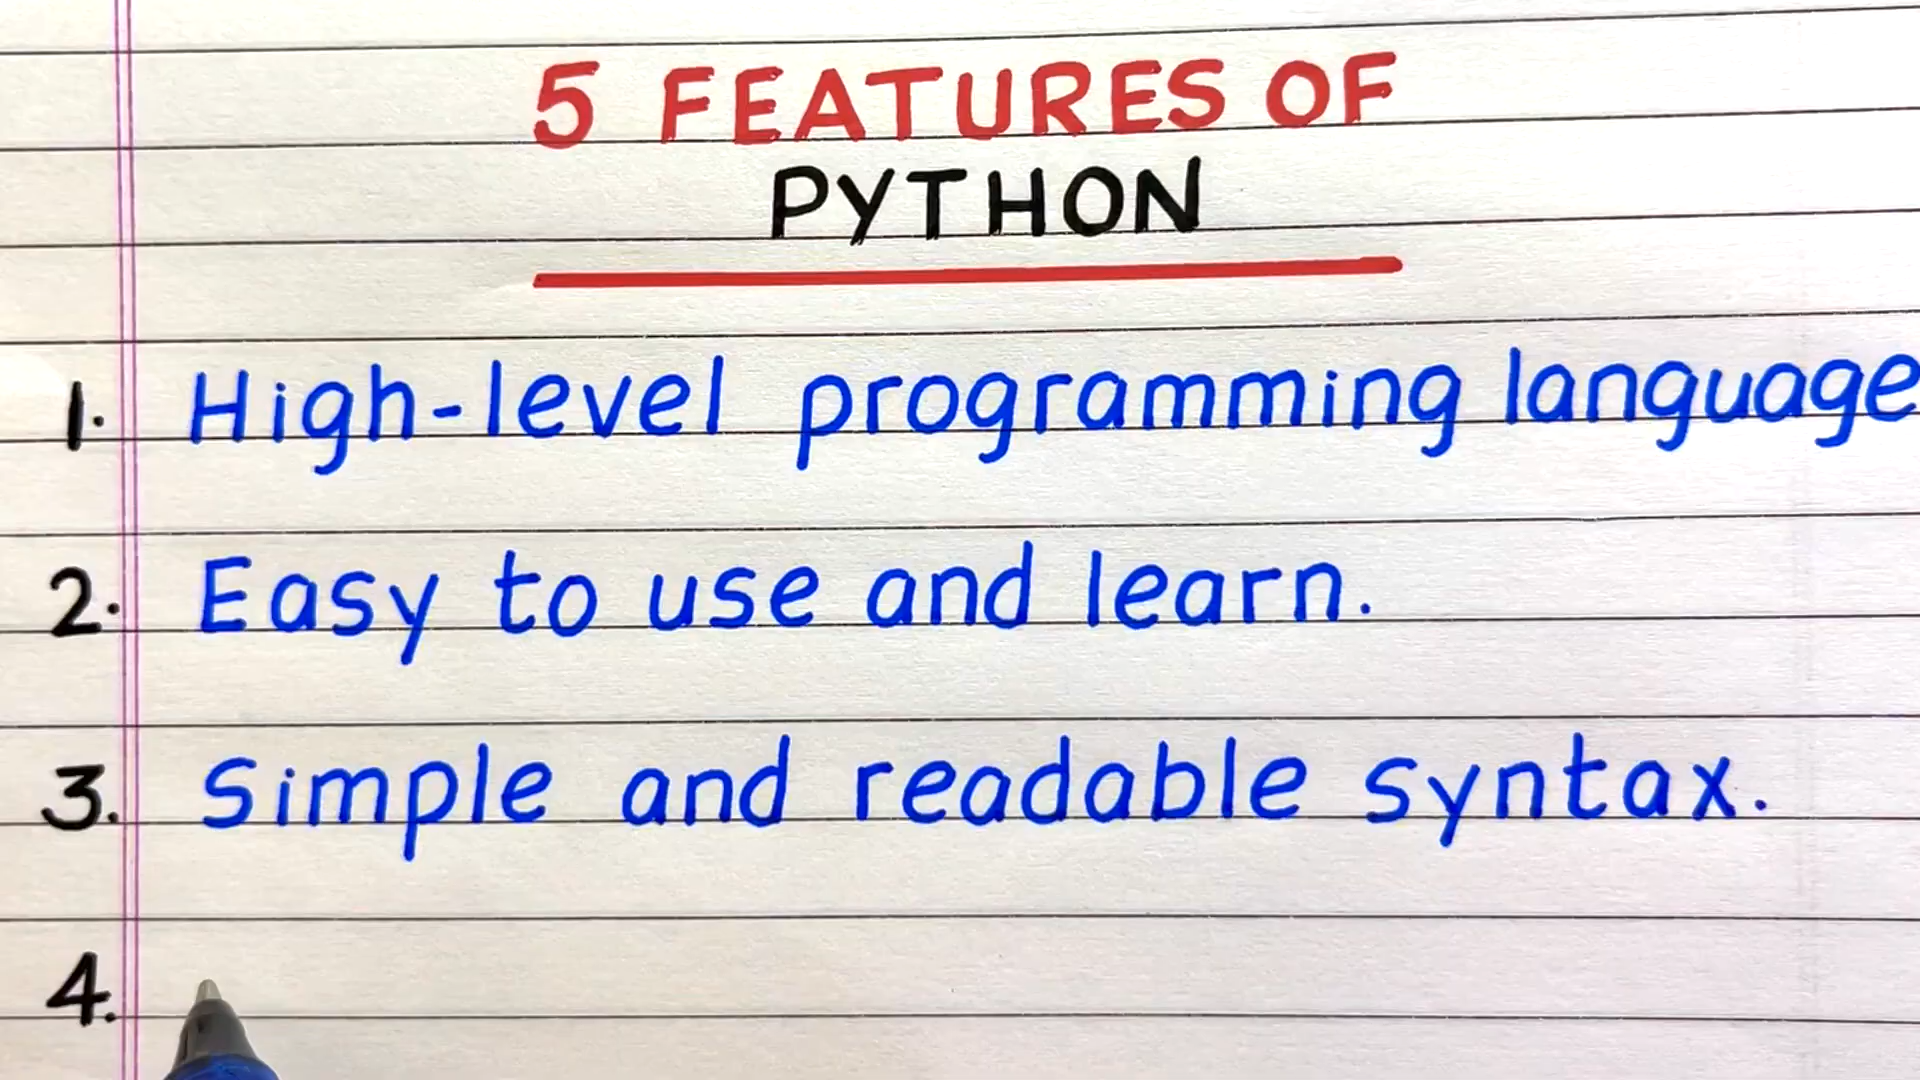 5 FEATURES OF
PYTHON
1. High-level programming language
2. Easy to use and learn.
3. Simple and readable syntax.
4.